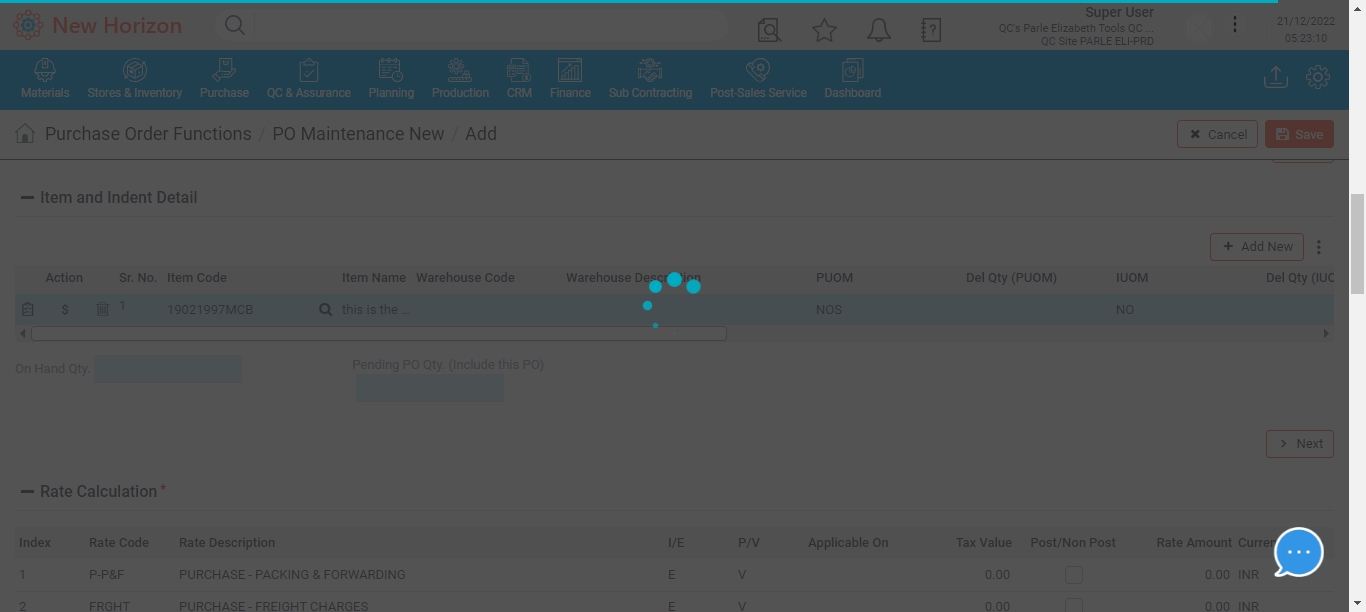 New Horizon
Super User
QC's Parle Elizabeth Tools QC ...
QC Site PARLE ELI-PRD
21/12/2022
05:23:10
Materials Stores & Inventory Purchase QC & Assurance Planning Production CRM Finance Sub Contracting Post-Sales Service Dashboard
Purchase Order Functions / PO Maintenance New / Add
Cancel Save
Item and Indent Detail
Add New
Action Sr. No. Item Code Item Name Warehouse Code Warehouse Description PUOM Del Qty (PUOM) IUOM Del Qty (IUO
$ 1 19021997MCB this is the ... NOS NO
On Hand Qty. Pending PO Qty. (Include this PO)
Next
Rate Calculation *
Index Rate Code Rate Description I/E P/V Applicable On Tax Value Post/Non Post Rate Amount Curren
1 P-P&F PURCHASE - PACKING & FORWARDING E V 0.00 0.00 INR
2 FRGHT PURCHASE - FREIGHT CHARGES E V 0.00 0.00 INR